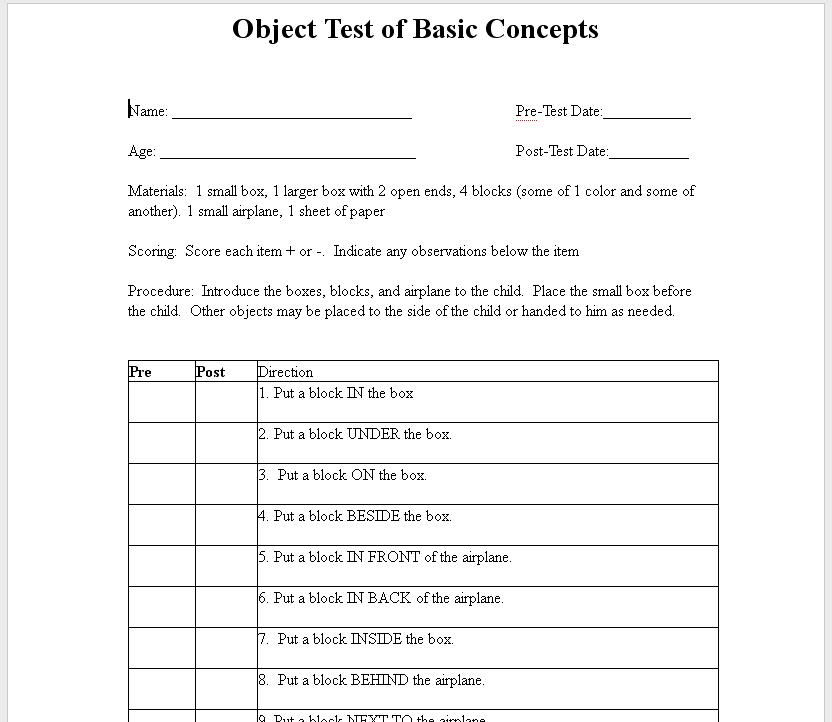 Object Test of Basic Concepts
Name: ______________________________ Pre-Test Date:___________
Age: ________________________________ Post-Test Date:__________
Materials:  1 small box, 1 larger box with 2 open ends, 4 blocks (some of 1 color and some of
another). 1 small airplane, 1 sheet of paper
Scoring:  Score each item + or -.  Indicate any observations below the item
Procedure:  Introduce the boxes, blocks, and airplane to the child.  Place the small box before
the child.  Other objects may be placed to the side of the child or handed to him as needed.
Pre Post Direction
1. Put a block IN the box
2. Put a block UNDER the box.
3.  Put a block ON the box.
4. Put a block BESIDE the box.
5. Put a block IN FRONT of the airplane.
6. Put a block IN BACK of the airplane.
7.  Put a block INSIDE the box.
8.  Put a block BEHIND the airplane.
9. Put a block NEXT TO the airplane